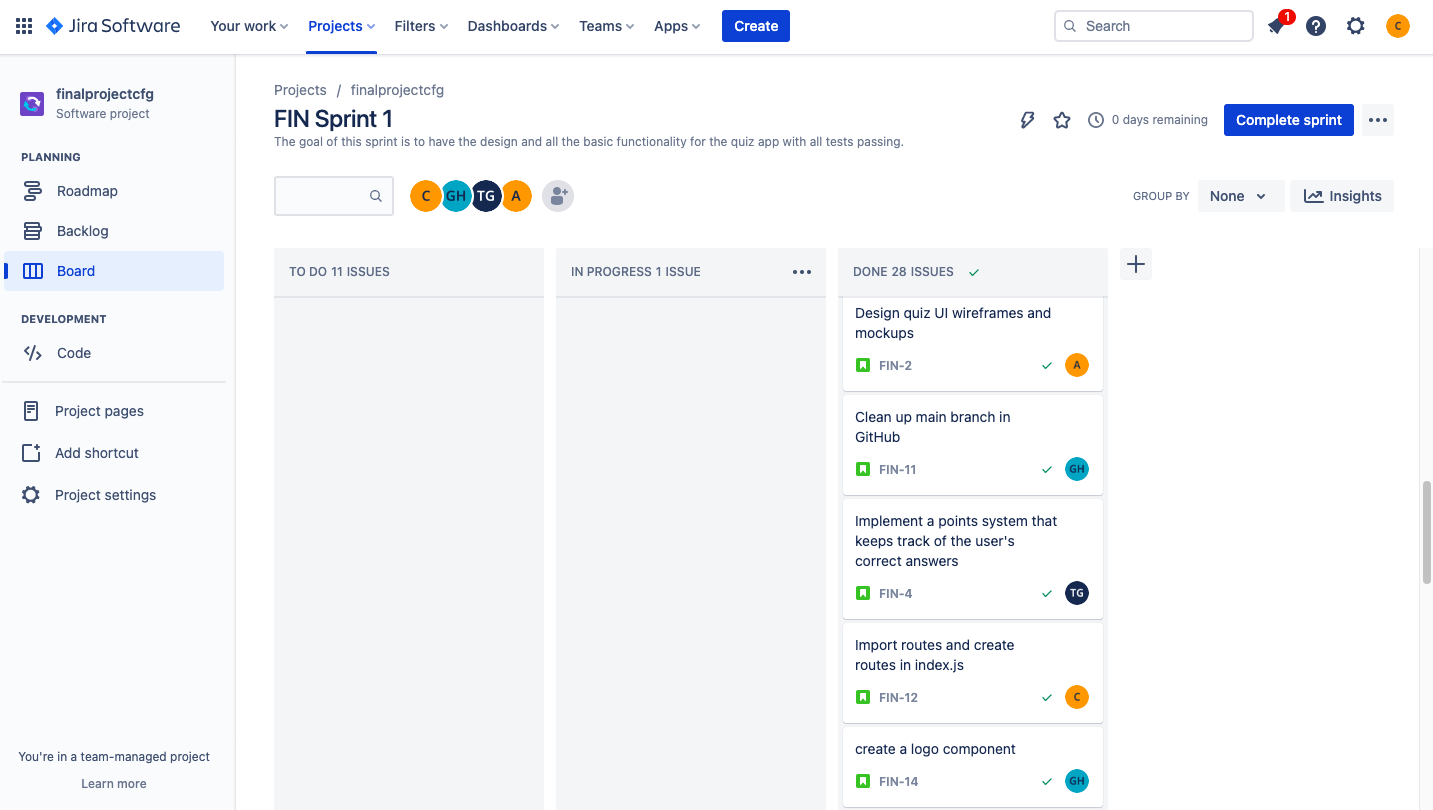 Jira Software
Your work
Projects
Filters
Dashboards
Teams
Apps
Create
Search
1
C
finalprojectcfg
Software project
PLANNING
Roadmap
Backlog
Board
DEVELOPMENT
Code
Project pages
Add shortcut
Project settings
You're in a team-managed project
Learn more
Projects / finalprojectcfg
FIN Sprint 1
The goal of this sprint is to have the design and all the basic functionality for the quiz app with all tests passing.
0 days remaining
Complete sprint
C GH TG A
GROUP BY
None
Insights
TO DO 11 ISSUES
IN PROGRESS 1 ISSUE
DONE 28 ISSUES
Design quiz UI wireframes and
mockups
FIN-2
A
Clean up main branch in
GitHub
FIN-11
GH
Implement a points system that
keeps track of the user's
correct answers
FIN-4
TG
Import routes and create
routes in index.js
FIN-12
C
create a logo component
FIN-14
GH